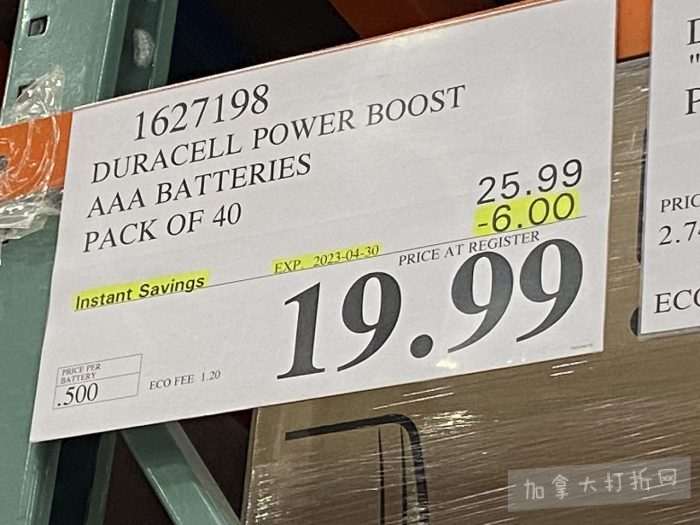 1627198
DURACELL POWER BOOST
AAA BATTERIES
PACK OF 40
25.99
-6.00
Instant Savings
EXP. 2023-04-30
PRICE AT REGISTER
19.99
PRICE PER
BATTERY
.500
ECO FEE 1.20
PRIC
2.74
ECO
加拿大打折网